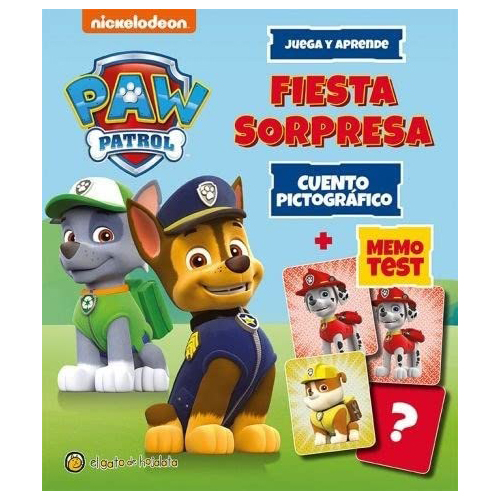 nickelodeon
PAW
PATROL
JUEGA Y APRENDE
FIESTA
SORPRESA
CUENTO
PICTOGRÁFICO
+
MEMO
TEST
?
el gato de hojalata